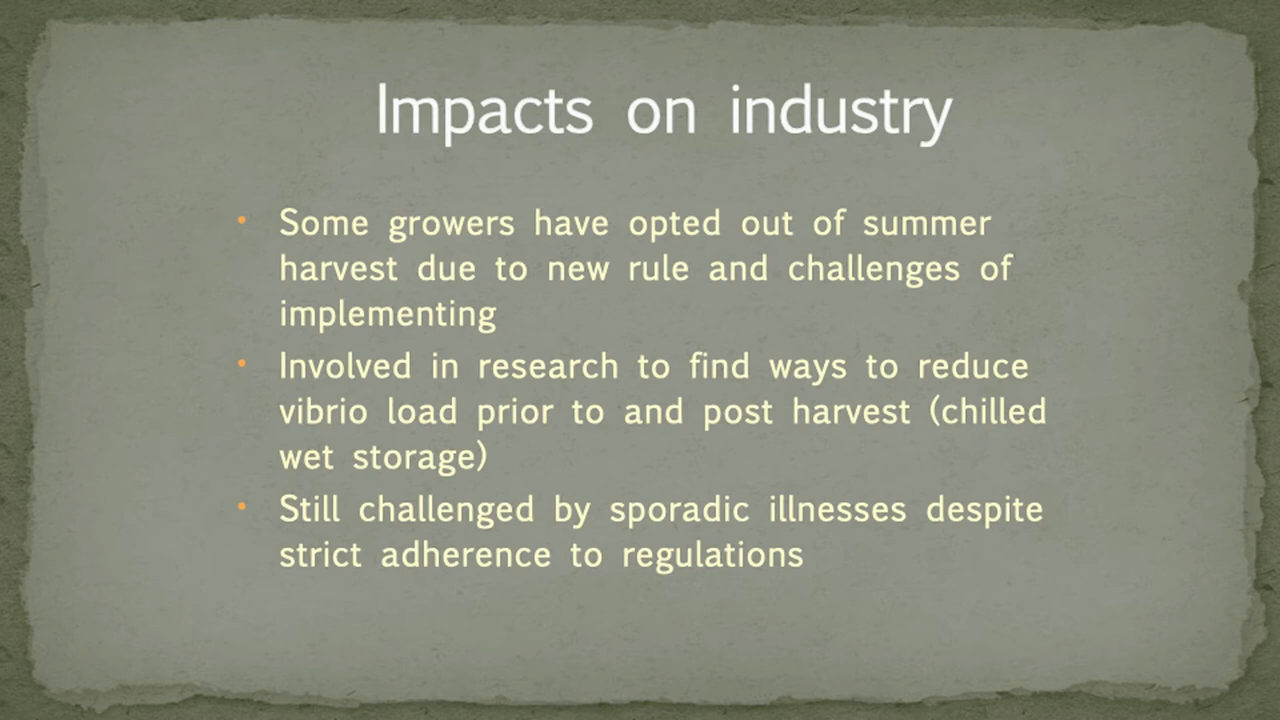 Impacts on industry
• Some growers have opted out of summer
harvest due to new rule and challenges of
implementing
• Involved in research to find ways to reduce
vibrio load prior to and post harvest (chilled
wet storage)
• Still challenged by sporadic illnesses despite
strict adherence to regulations